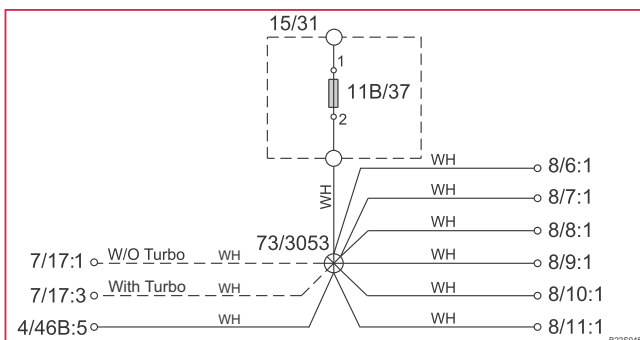 15/31
1
11B/37
2
WH
WH
8/6:1
WH
8/7:1
WH
8/8:1
73/3053
WH
8/9:1
7/17:1
W/O Turbo
WH
7/17:3
With Turbo
WH
WH
8/10:1
4/46B:5
WH
WH
8/11:1